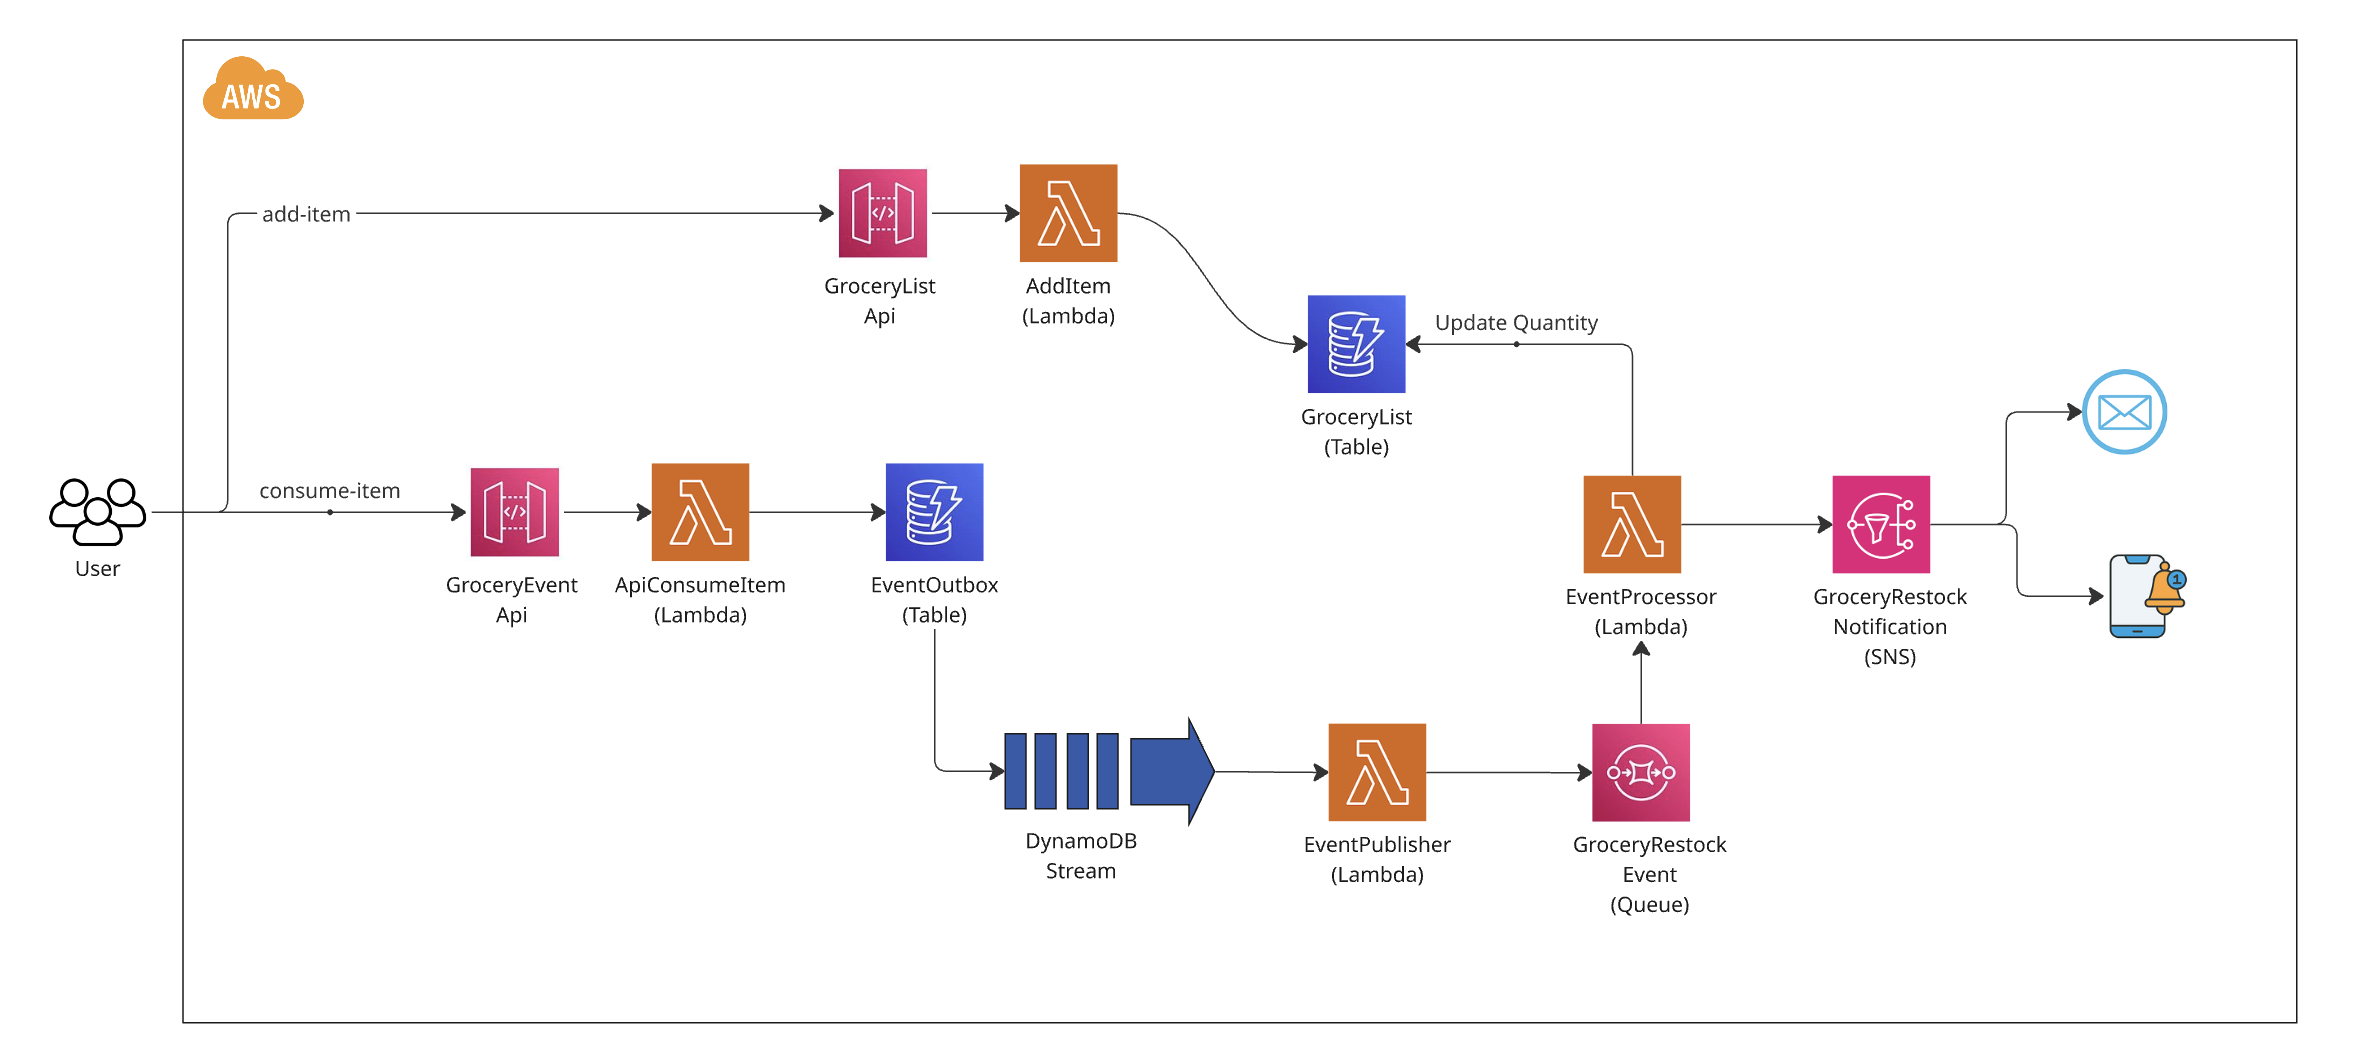 AWS
add-item
GroceryList
Api
AddItem
(Lambda)
GroceryList
(Table)
Update Quantity
User
consume-item
GroceryEvent
Api
ApiConsumeItem
(Lambda)
EventOutbox
(Table)
EventProcessor
(Lambda)
GroceryRestock
Notification
(SNS)
1
DynamoDB
Stream
EventPublisher
(Lambda)
GroceryRestock
Event
(Queue)